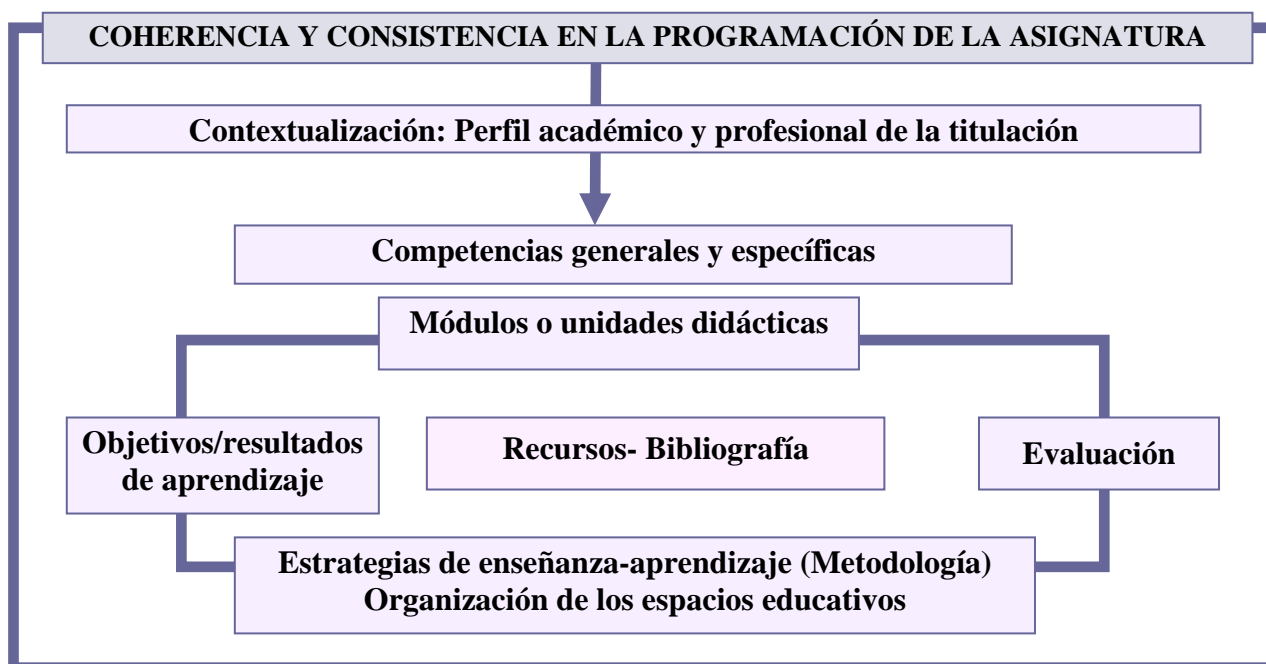 COHERENCIA Y CONSISTENCIA EN LA PROGRAMACIÓN DE LA ASIGNATURA
Contextualización: Perfil académico y profesional de la titulación
Competencias generales y específicas
Módulos o unidades didácticas
Objetivos/resultados
de aprendizaje
Recursos- Bibliografía
Evaluación
Estrategias de enseñanza-aprendizaje (Metodología)
Organización de los espacios educativos